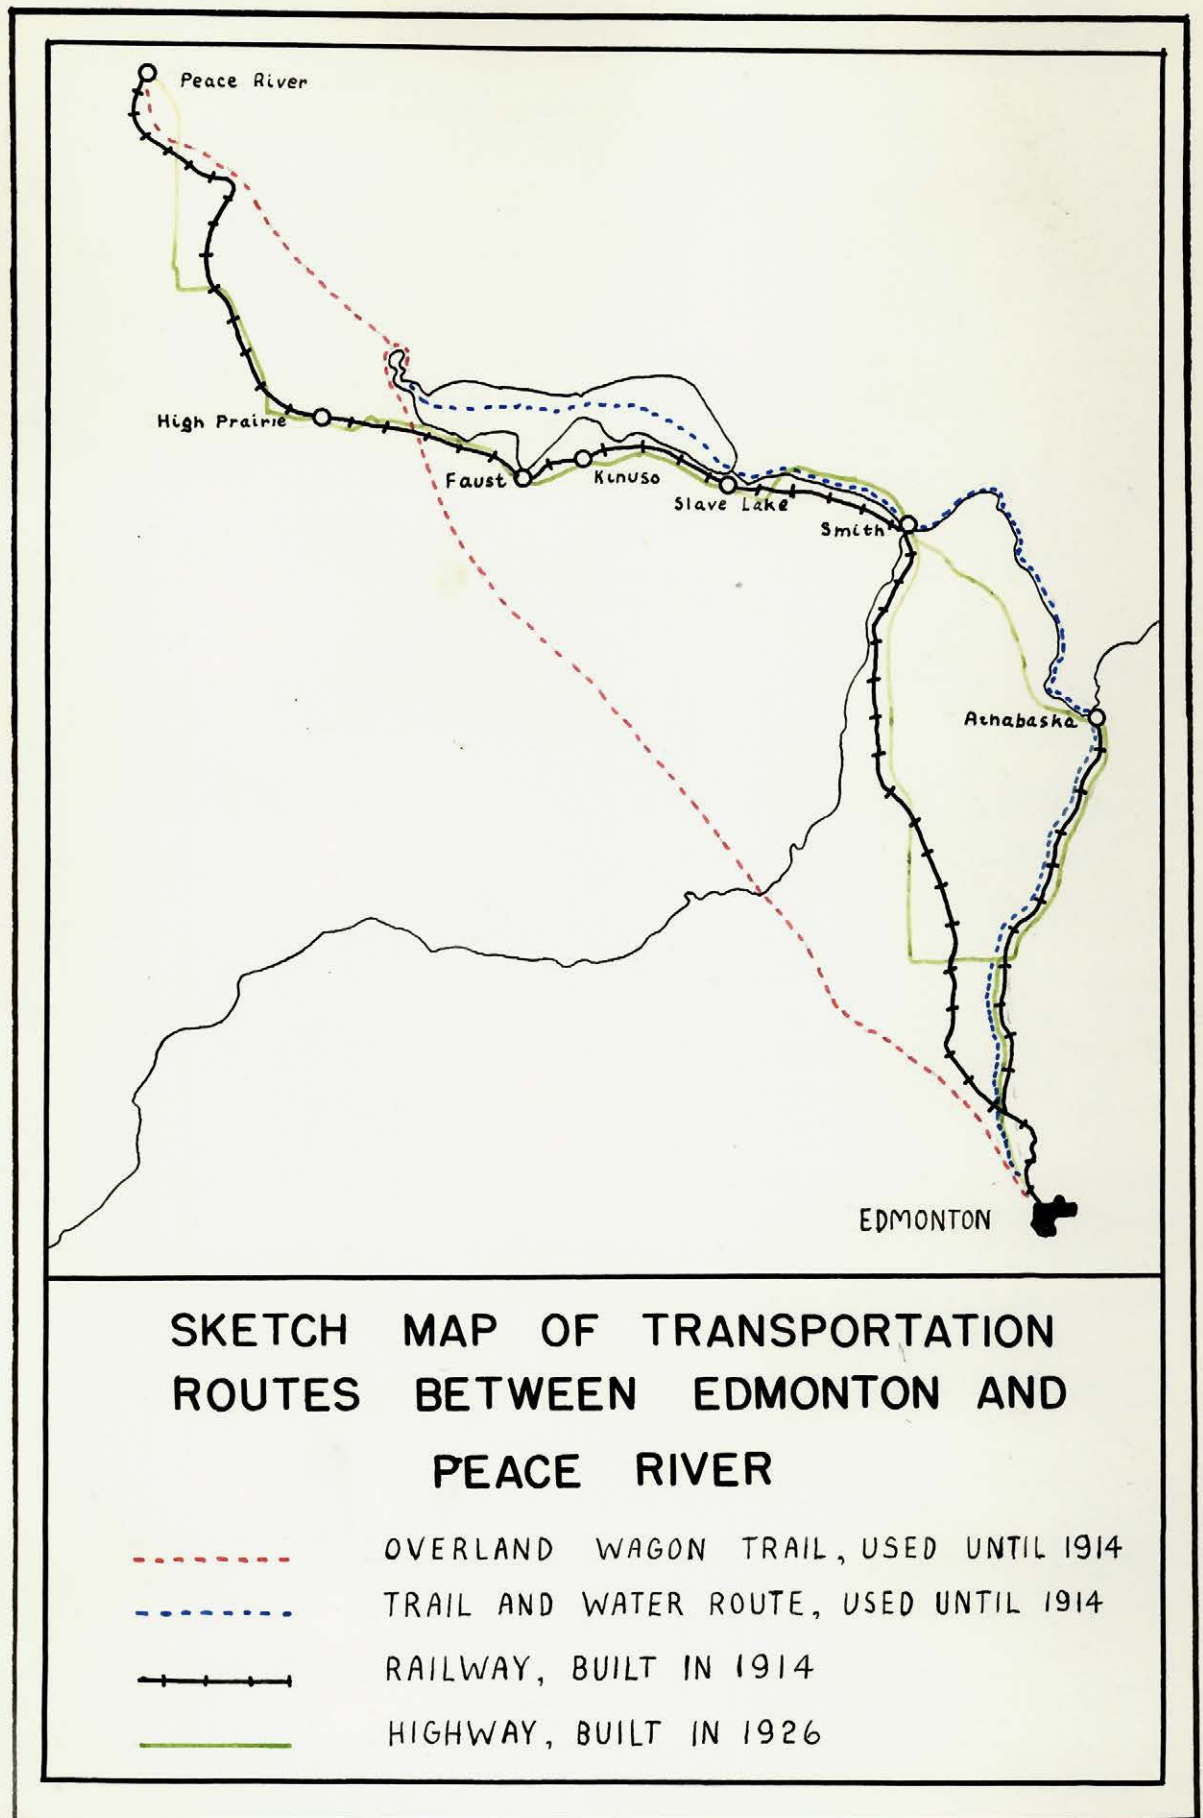 Peace River
High Prairie
Faust
Kinuso
Slave Lake
Smith
Athabaska
EDMONTON
SKETCH MAP OF TRANSPORTATION
ROUTES BETWEEN EDMONTON AND
PEACE RIVER
OVERLAND WAGON TRAIL, USED UNTIL 1914
TRAIL AND WATER ROUTE, USED UNTIL 1914
RAILWAY, BUILT IN 1914
HIGHWAY, BUILT IN 1926